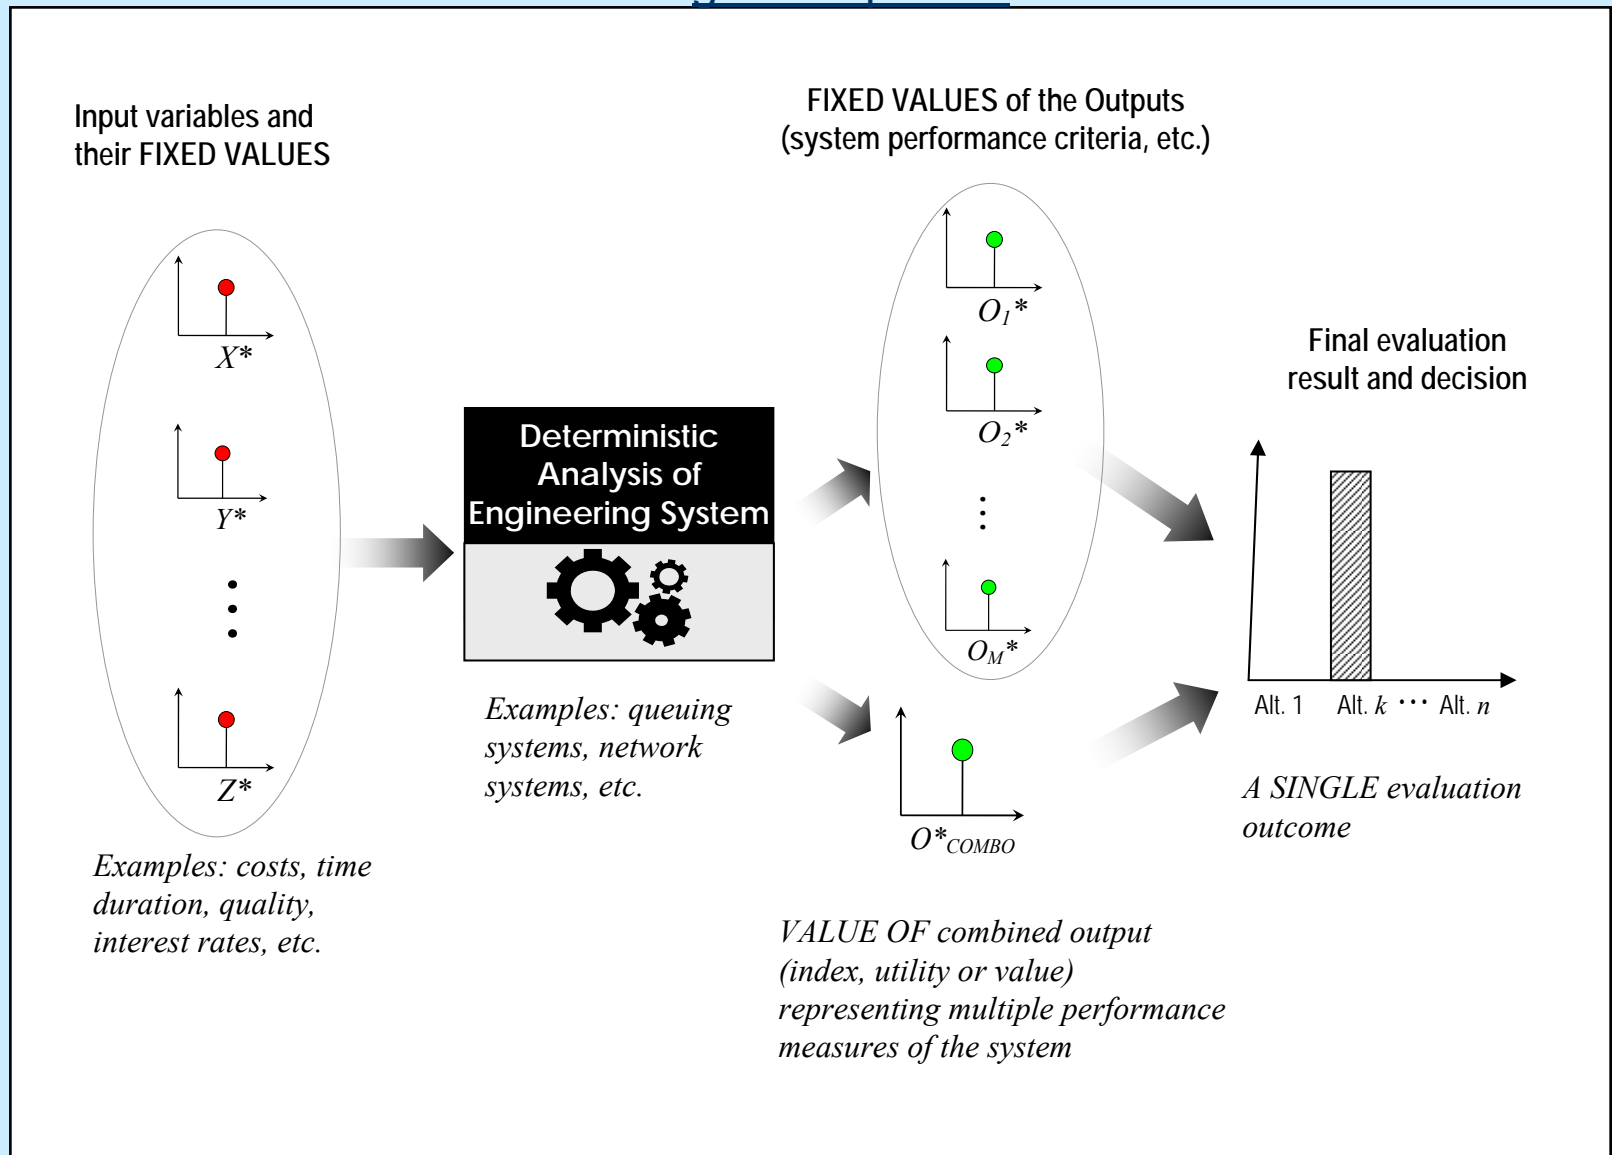 Input variables and
their FIXED VALUES
X*
Y*
Z*
Examples: costs, time
duration, quality,
interest rates, etc.
Deterministic
Analysis of
Engineering System
Examples: queuing
systems, network
systems, etc.
FIXED VALUES of the Outputs
(system performance criteria, etc.)
O1*
O2*
OM*
O*COMBO
VALUE OF combined output
(index, utility or value)
representing multiple performance
measures of the system
Final evaluation
result and decision
Alt. 1 Alt. k ··· Alt. n
A SINGLE evaluation
outcome